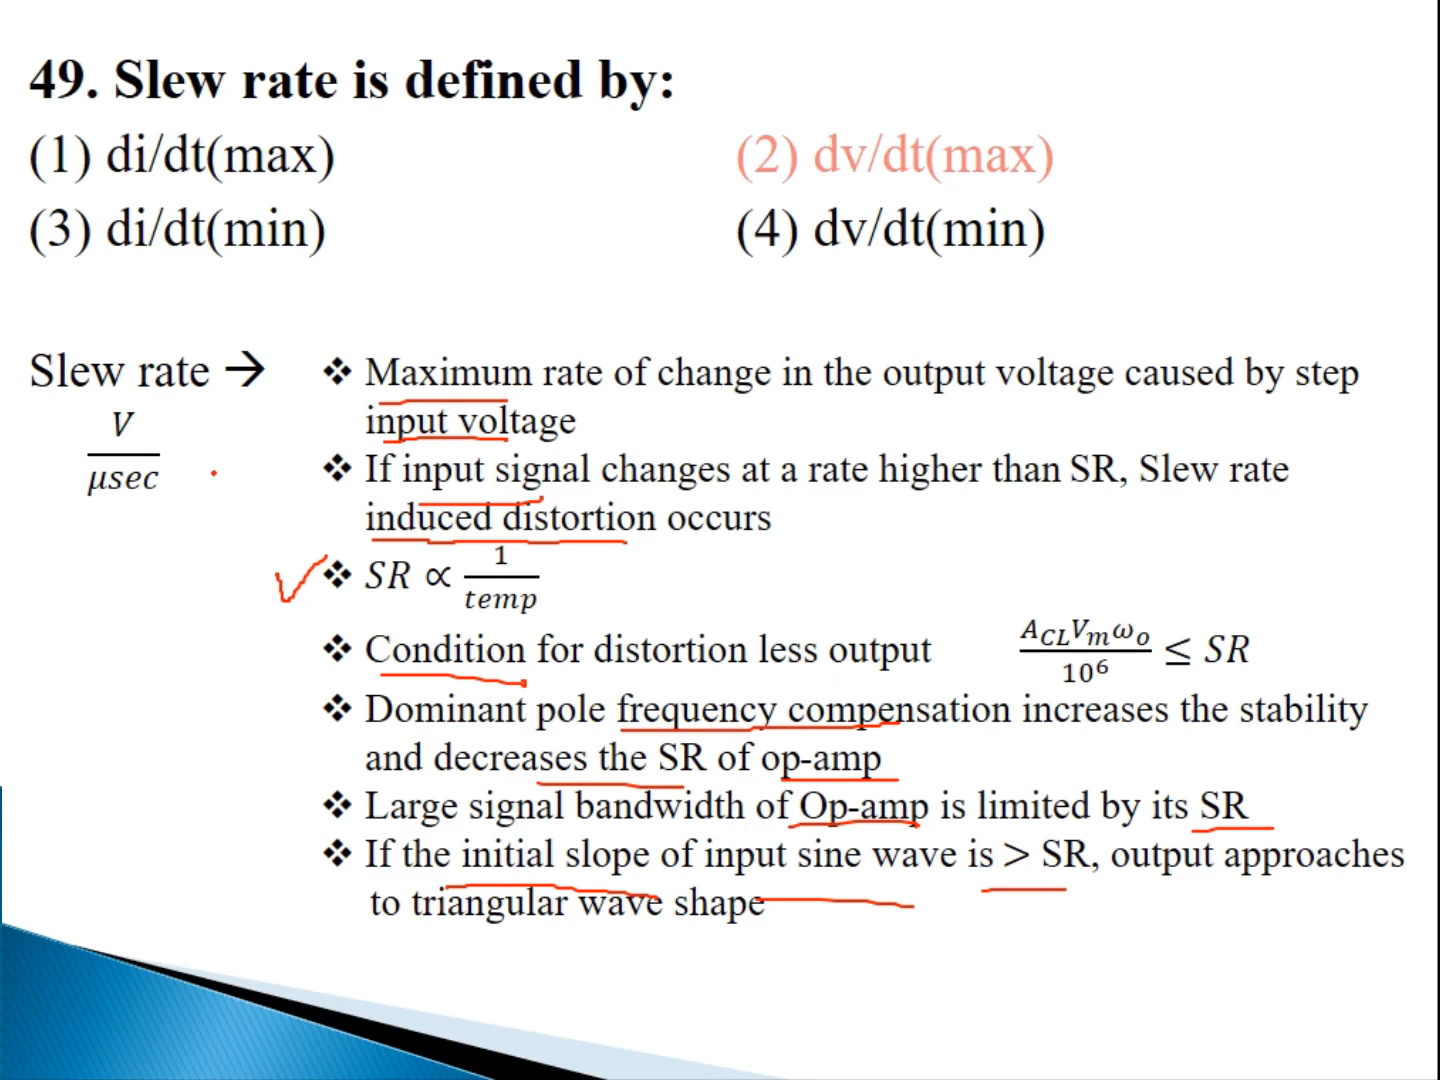 49. Slew rate is defined by:
(1) di/dt(max) (2) dv/dt(max)
(3) di/dt(min) (4) dv/dt(min)
Slew rate →
V/μsec
❖ Maximum rate of change in the output voltage caused by step
input voltage
❖ If input signal changes at a rate higher than SR, Slew rate
induced distortion occurs
❖ SR ∝ 1/temp
❖ Condition for distortion less output A_CL V_m ω_o / 10⁶ ≤ SR
❖ Dominant pole frequency compensation increases the stability
and decreases the SR of op-amp
❖ Large signal bandwidth of Op-amp is limited by its SR
❖ If the initial slope of input sine wave is > SR, output approaches
to triangular wave shape